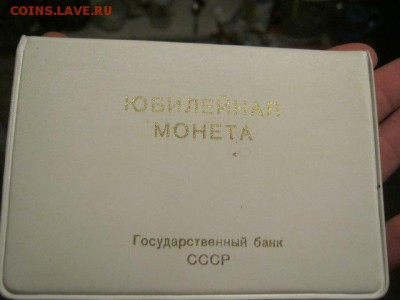 COINS.LAVE.RU
ЮБИЛЕЙНАЯ
МОНЕТА
Государственный банк
СССР